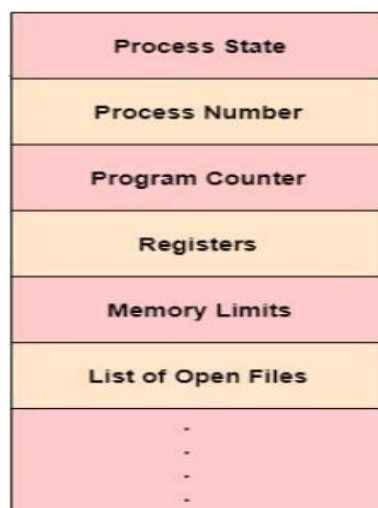 Process State
Process Number
Program Counter
Registers
Memory Limits
List of Open Files
.
.
.
.